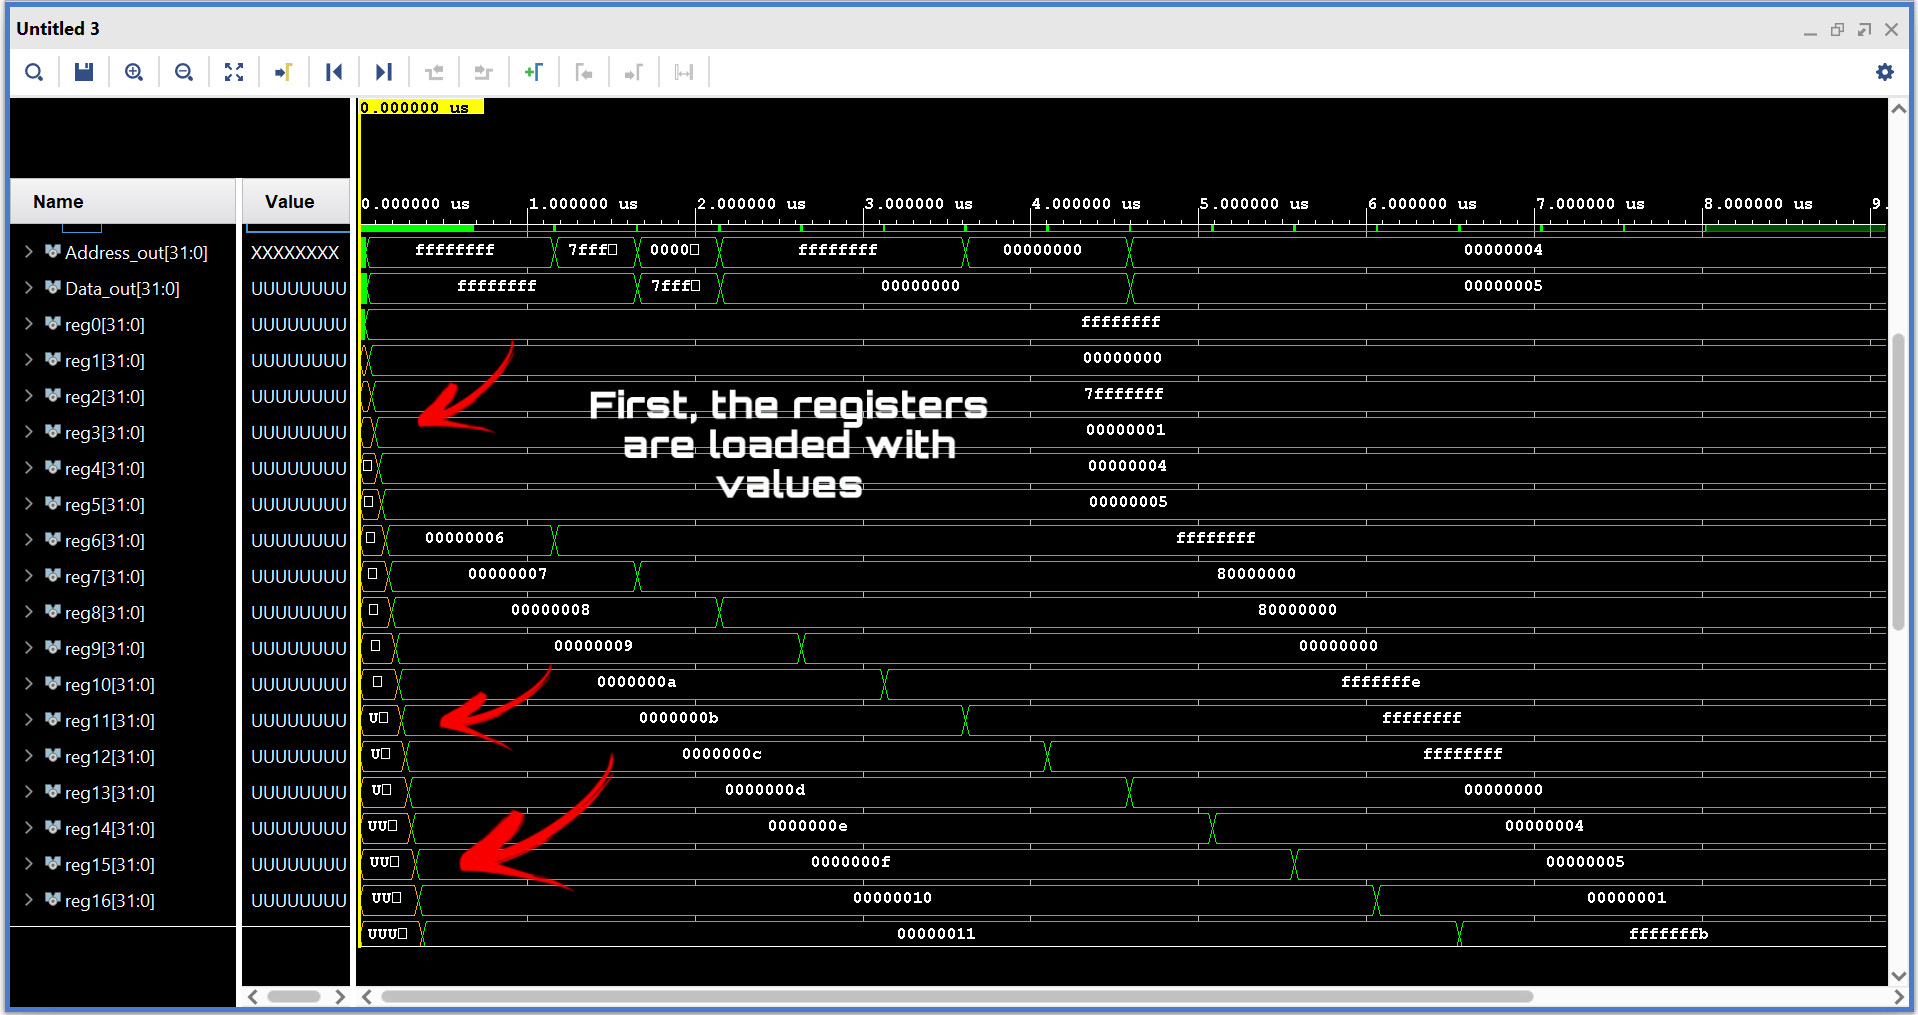 Untitled 3
0.000000 us
Name Value
0.000000 us 1.000000 us 2.000000 us 3.000000 us 4.000000 us 5.000000 us 6.000000 us 7.000000 us 8.000000 us 9.
Address_out[31:0] XXXXXXXX ffffffff 7fff□ 0000□ ffffffff 00000000 00000004
Data_out[31:0] UUUUUUUU ffffffff 7fff□ 00000000 00000005
reg0[31:0] UUUUUUUU ffffffff
reg1[31:0] UUUUUUUU 00000000
reg2[31:0] UUUUUUUU 7fffffff
reg3[31:0] UUUUUUUU 00000001
reg4[31:0] UUUUUUUU □ 00000004
reg5[31:0] UUUUUUUU □ 00000005
reg6[31:0] UUUUUUUU □ 00000006 ffffffff
reg7[31:0] UUUUUUUU □ 00000007 80000000
reg8[31:0] UUUUUUUU □ 00000008 80000000
reg9[31:0] UUUUUUUU □ 00000009 00000000
reg10[31:0] UUUUUUUU □ 0000000a fffffffe
reg11[31:0] UUUUUUUU U□ 0000000b ffffffff
reg12[31:0] UUUUUUUU U□ 0000000c ffffffff
reg13[31:0] UUUUUUUU U□ 0000000d 00000000
reg14[31:0] UUUUUUUU UU□ 0000000e 00000004
reg15[31:0] UUUUUUUU UU□ 0000000f 00000005
reg16[31:0] UUUUUUUU UU□ 00000010 00000001
UUU□ 00000011 fffffffb
First, the registers
are loaded with
values